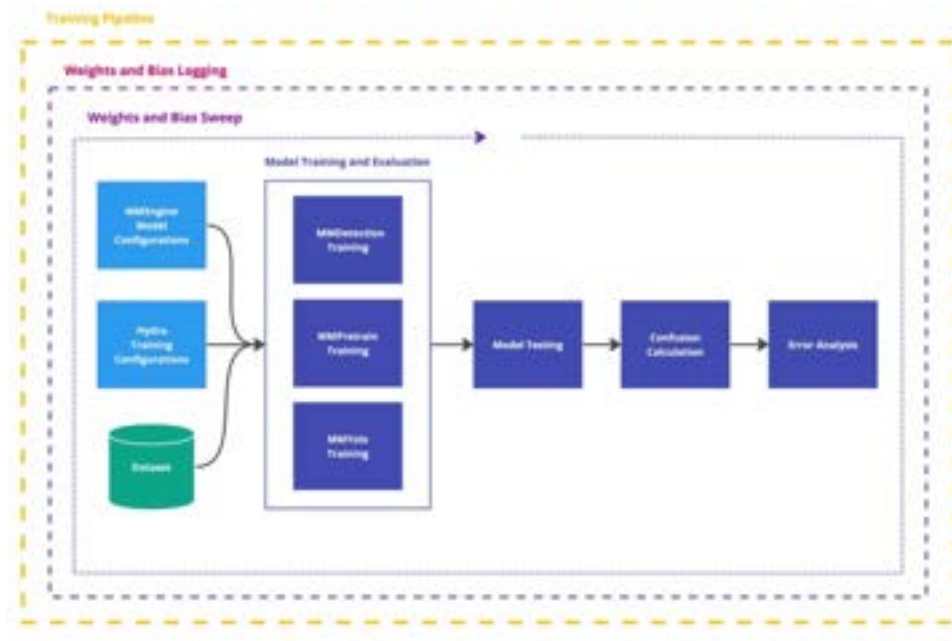 Training Pipeline
Weights and Bias Logging
Weights and Bias Sweep
Model Training and Evaluation
MMEngine
Model
Configurations
Hydra
Training
Configurations
Dataset
MMDetection
Training
MMPretrain
Training
MMYolo
Training
Model Testing
Confusion
Calculation
Error Analysis